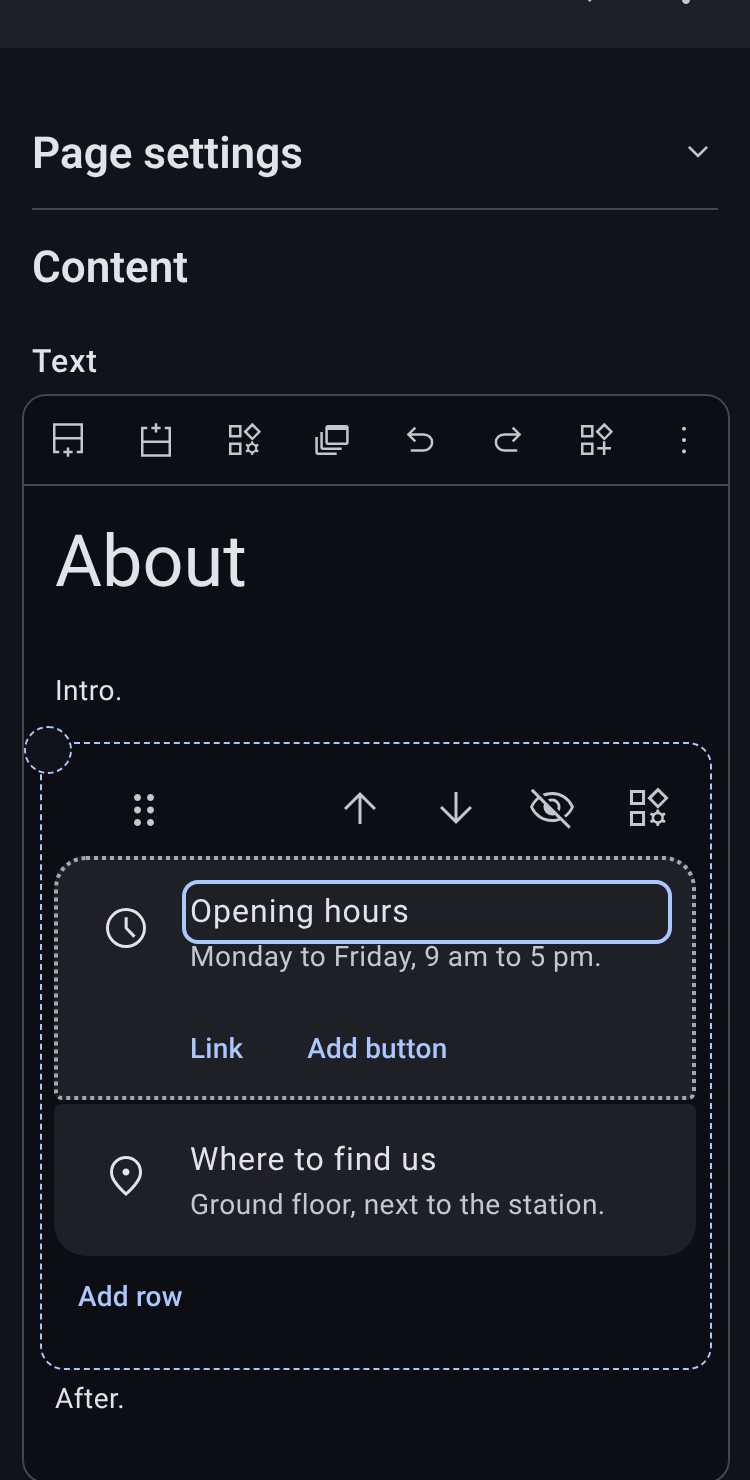 Page settings
Content
Text
About
Intro.
Opening hours
Monday to Friday, 9 am to 5 pm.
Link Add button
Where to find us
Ground floor, next to the station.
Add row
After.